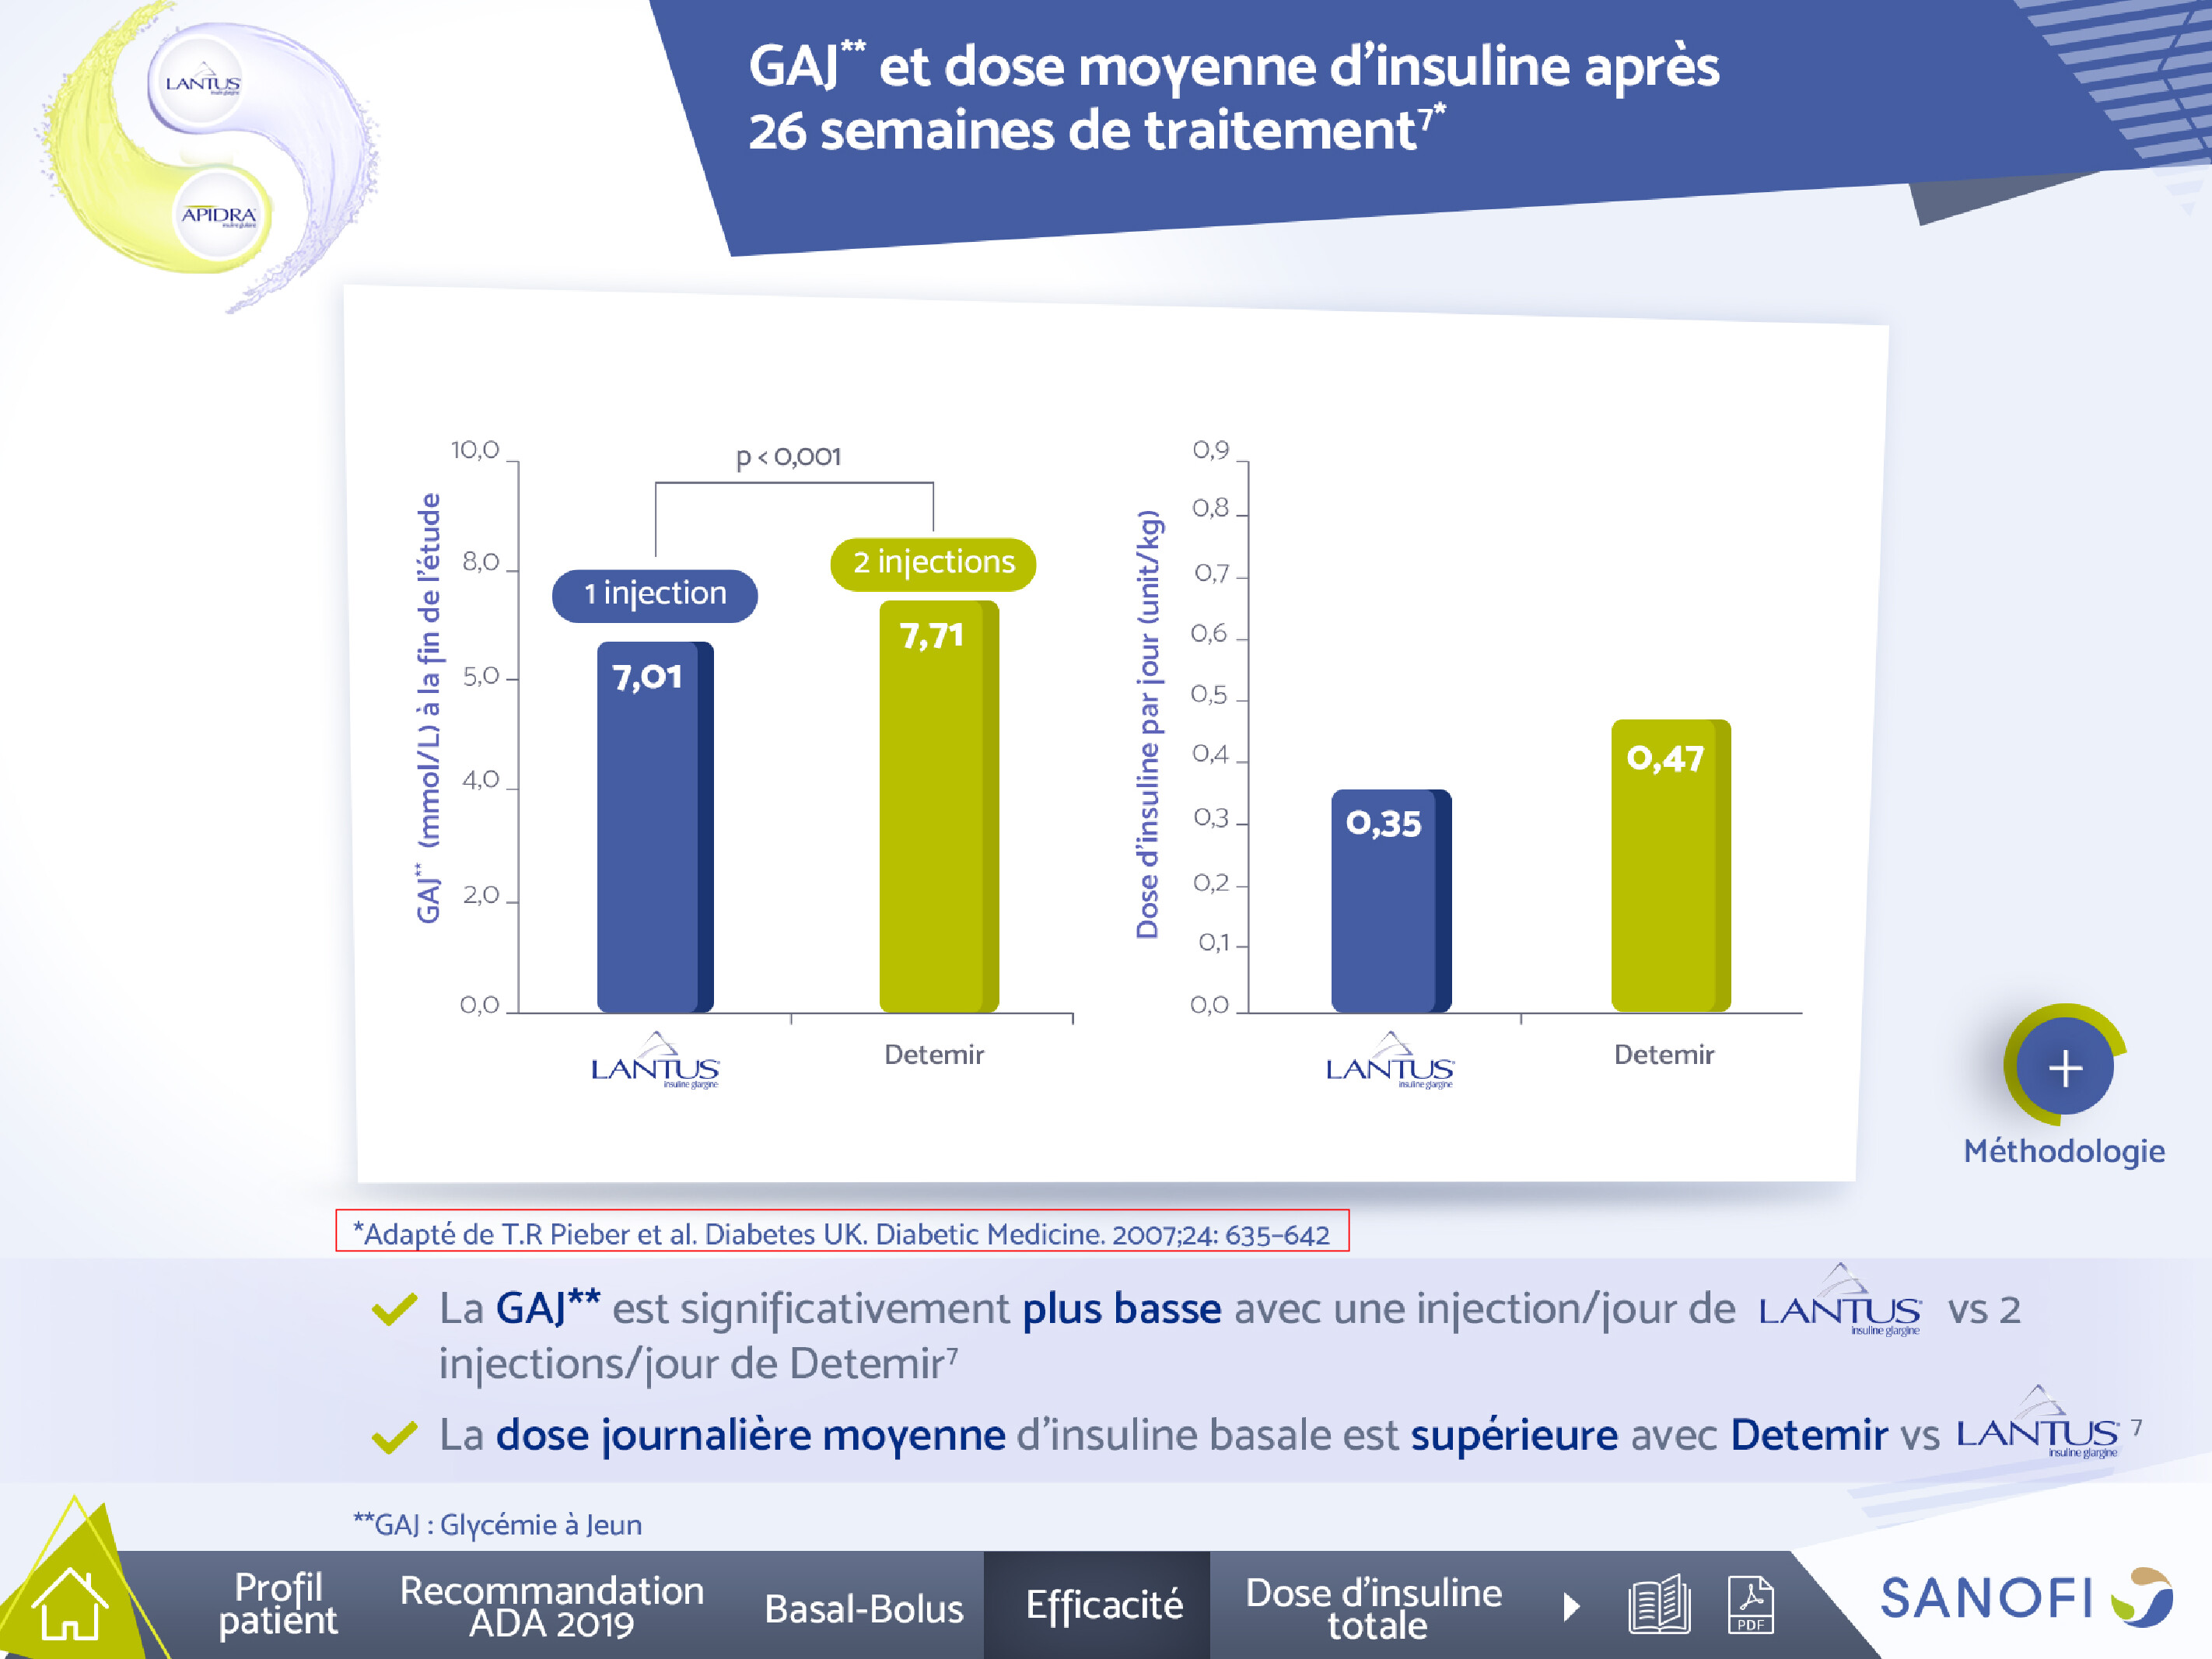 LANTUS
insuline glargine
APIDRA
insuline glulisine
GAJ** et dose moyenne d'insuline après
26 semaines de traitement7*
GAJ** (mmol/L) à la fin de l'étude
10,0
8,0
5,0
4,0
2,0
0,0
p < 0,001
1 injection
2 injections
7,01
7,71
LANTUS
insuline glargine
Detemir
Dose d'insuline par jour (unit/kg)
0,9
0,8
0,7
0,6
0,5
0,4
0,3
0,2
0,1
0,0
0,35
0,47
LANTUS
insuline glargine
Detemir
Méthodologie
*Adapté de T.R Pieber et al. Diabetes UK. Diabetic Medicine. 2007;24: 635–642
La GAJ** est significativement plus basse avec une injection/jour de LANTUS insuline glargine vs 2
injections/jour de Detemir7
La dose journalière moyenne d'insuline basale est supérieure avec Detemir vs LANTUS insuline glargine 7
**GAJ : Glycémie à Jeun
Profil
patient
Recommandation
ADA 2019
Basal-Bolus
Efficacité
Dose d'insuline
totale
PDF
SANOFI